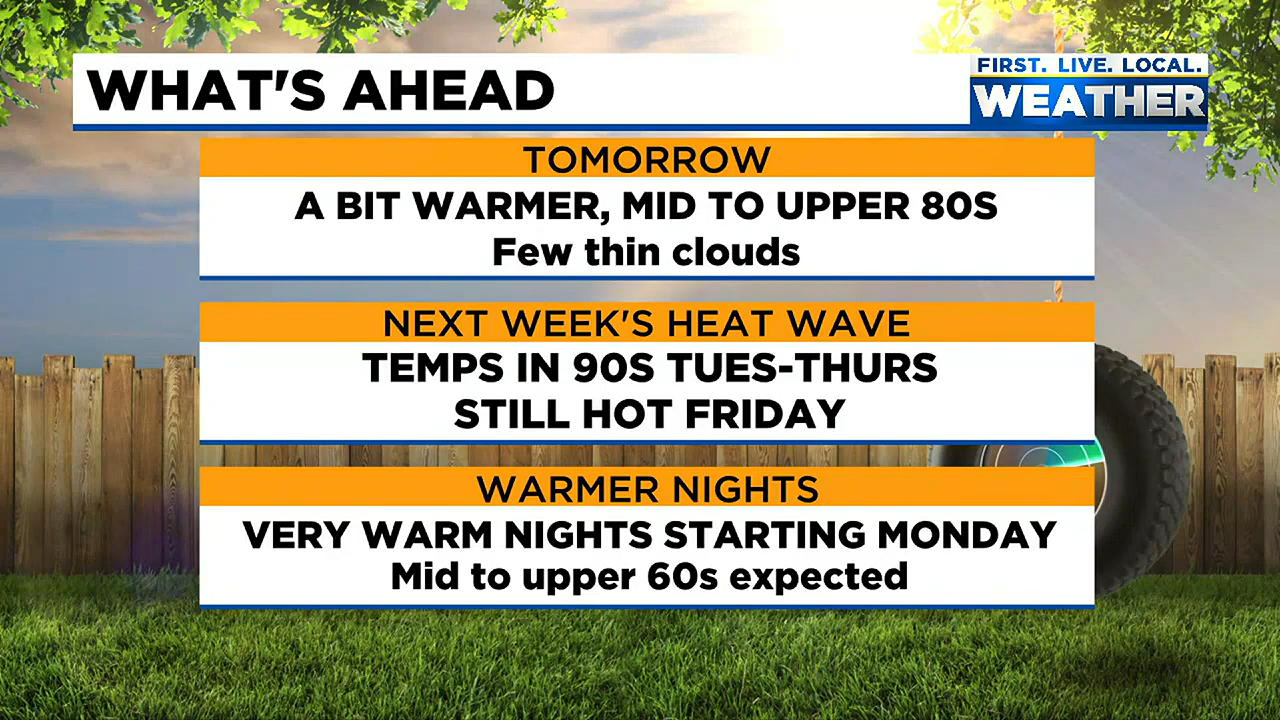 WHAT'S AHEAD
FIRST. LIVE. LOCAL.
WEATHER
TOMORROW
A BIT WARMER, MID TO UPPER 80S
Few thin clouds
NEXT WEEK'S HEAT WAVE
TEMPS IN 90S TUES-THURS
STILL HOT FRIDAY
WARMER NIGHTS
VERY WARM NIGHTS STARTING MONDAY
Mid to upper 60s expected